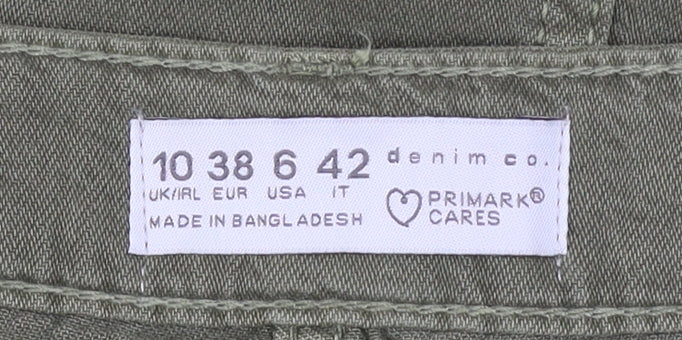 10 38 6 42
UK/IRL EUR USA IT
MADE IN BANGLADESH
denim co.
PRIMARK®
CARES